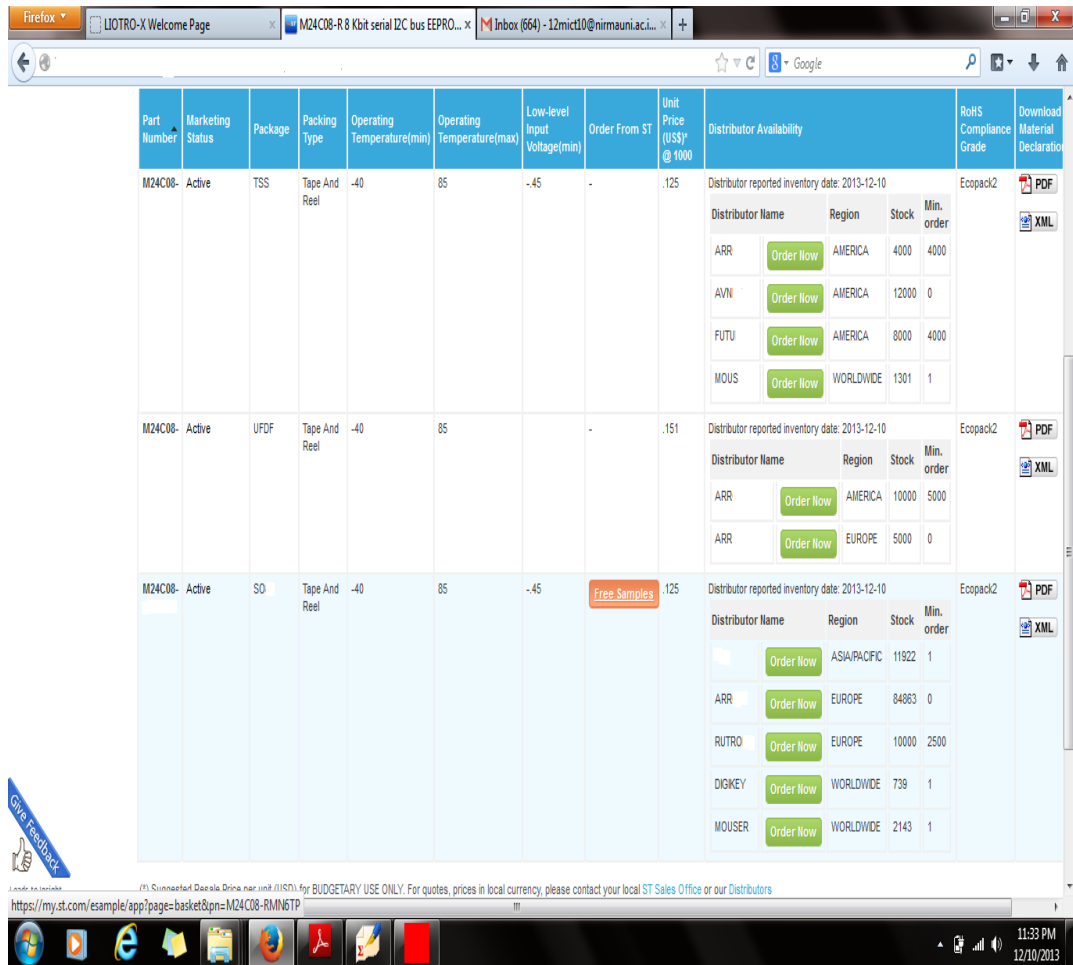 Firefox
LIOTRO-X Welcome Page
M24C08-R 8 Kbit serial I2C bus EEPRO... x
Inbox (664) - 12mict10@nirmauni.ac.i... x
Google
Part Number
Marketing Status
Package
Packing Type
Operating Temperature(min)
Operating Temperature(max)
Low-level Input Voltage(min)
Order From ST
Unit Price (US$)* @ 1000
Distributor Availability
RoHS Compliance Grade
Download Material Declaration
M24C08- Active TSS Tape And Reel -40 85 -.45 - .125 Distributor reported inventory date: 2013-12-10 Ecopack2 PDF
XML
Distributor Name Region Stock Min. order
ARR Order Now AMERICA 4000 4000
AVN Order Now AMERICA 12000 0
FUTU Order Now AMERICA 8000 4000
MOUS Order Now WORLDWIDE 1301 1
M24C08- Active UFDF Tape And Reel -40 85 - .151 Distributor reported inventory date: 2013-12-10 Ecopack2 PDF
XML
Distributor Name Region Stock Min. order
ARR Order Now AMERICA 10000 5000
ARR Order Now EUROPE 5000 0
M24C08- Active SO Tape And Reel -40 85 -.45 Free Samples .125 Distributor reported inventory date: 2013-12-10 Ecopack2 PDF
XML
Distributor Name Region Stock Min. order
Order Now ASIA/PACIFIC 11922 1
ARR Order Now EUROPE 84863 0
RUTRO Order Now EUROPE 10000 2500
DIGIKEY Order Now WORLDWIDE 739 1
MOUSER Order Now WORLDWIDE 2143 1
Give Feedback
(*) Suggested Resale Price per unit (USD) for BUDGETARY USE ONLY. For quotes, prices in local currency, please contact your local ST Sales Office or our Distributors
https://my.st.com/esample/app?page=basket&pn=M24C08-RMN6TP
11:33 PM
12/10/2013